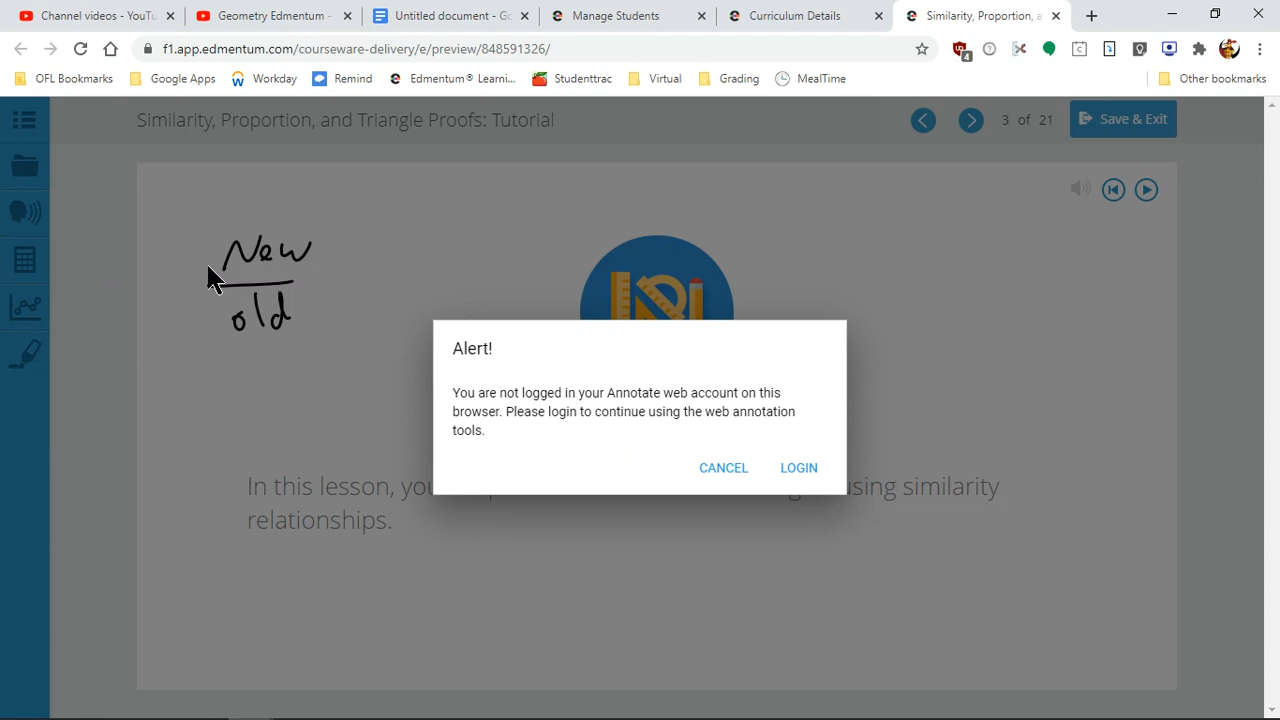 Channel videos - YouTu
Geometry Edmentum -
Untitled document - Go
Manage Students
Curriculum Details
Similarity, Proportion, a
f1.app.edmentum.com/courseware-delivery/e/preview/848591326/
4
OFL Bookmarks
Google Apps
Workday
Remind
Edmentum® Learni...
Studenttrac
Virtual
Grading
MealTime
Other bookmarks
Similarity, Proportion, and Triangle Proofs: Tutorial
3 of 21
Save & Exit
New
old
Alert!
You are not logged in your Annotate web account on this
browser. Please login to continue using the web annotation
tools.
CANCEL
LOGIN
In this lesson, you using similarity
relationships.